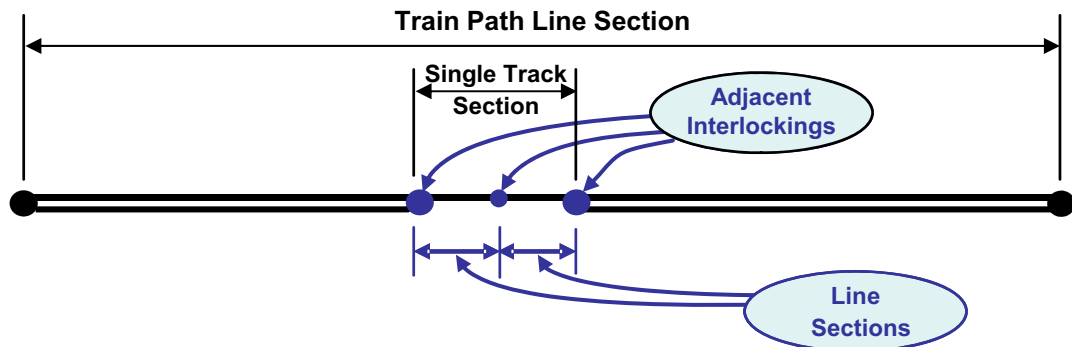 Train Path Line Section
Single Track
Section
Adjacent
Interlockings
Line
Sections